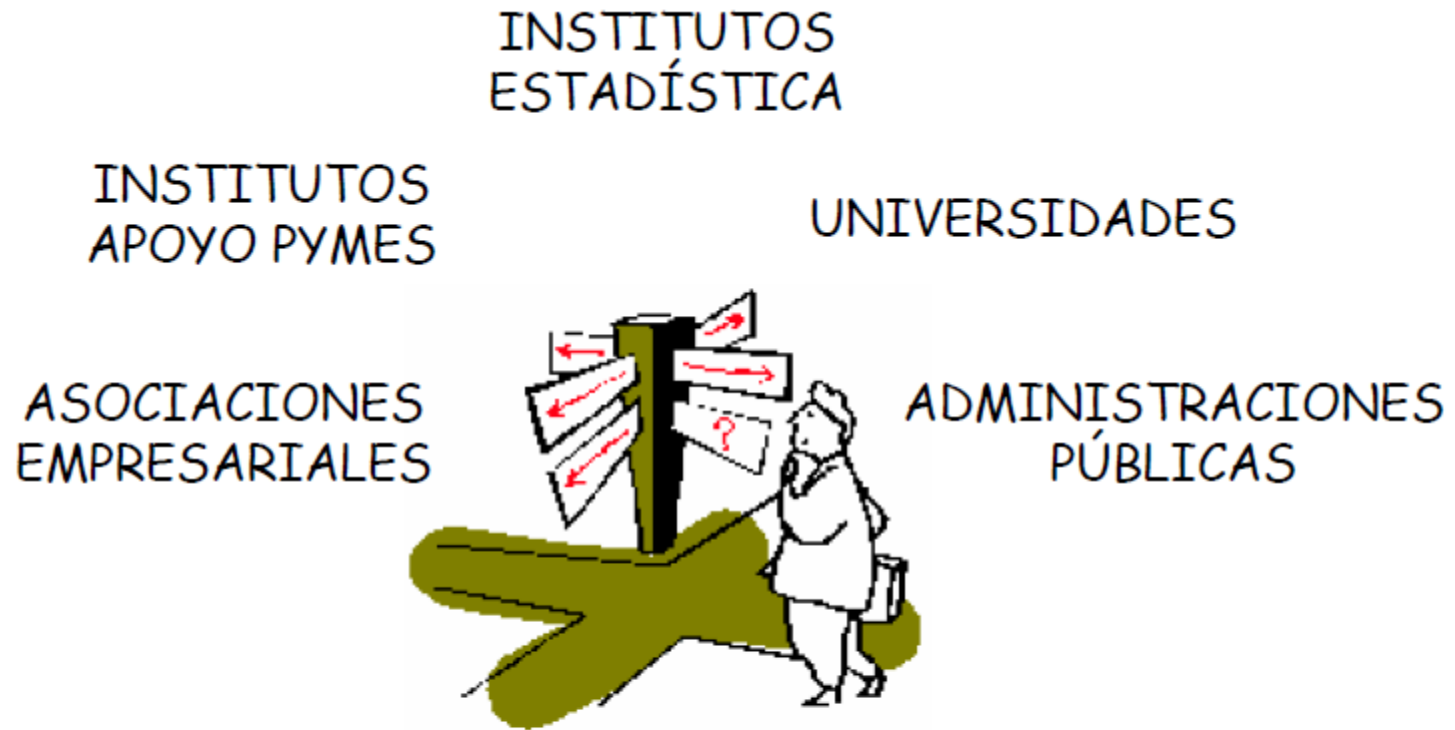 INSTITUTOS
ESTADÍSTICA
INSTITUTOS
APOYO PYMES
UNIVERSIDADES
ASOCIACIONES
EMPRESARIALES
?
ADMINISTRACIONES
PÚBLICAS